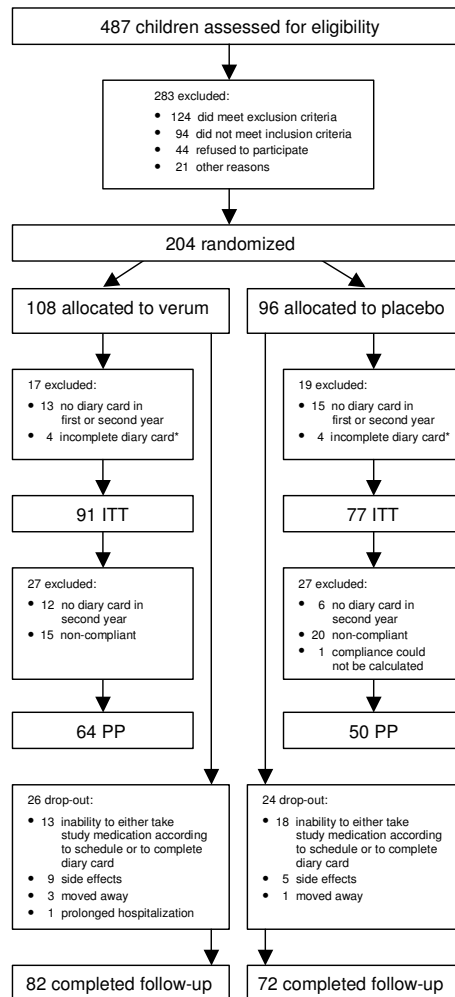 487 children assessed for eligibility
283 excluded:
• 124 did meet exclusion criteria
• 94 did not meet inclusion criteria
• 44 refused to participate
• 21 other reasons
204 randomized
108 allocated to verum
96 allocated to placebo
17 excluded:
• 13 no diary card in
first or second year
• 4 incomplete diary card*
19 excluded:
• 15 no diary card in
first or second year
• 4 incomplete diary card*
91 ITT
77 ITT
27 excluded:
• 12 no diary card in
second year
• 15 non-compliant
27 excluded:
• 6 no diary card in
second year
• 20 non-compliant
• 1 compliance could
not be calculated
64 PP
50 PP
26 drop-out:
• 13 inability to either take
study medication according
to schedule or to complete
diary card
• 9 side effects
• 3 moved away
• 1 prolonged hospitalization
24 drop-out:
• 18 inability to either take
study medication according
to schedule or to complete
diary card
• 5 side effects
• 1 moved away
82 completed follow-up
72 completed follow-up